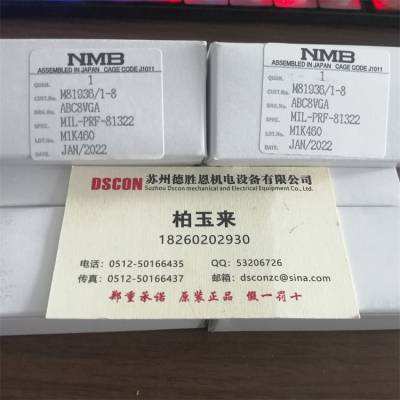 NMB
ASSEMBLED IN JAPAN CAGE CODE J1011
QUAN. 1
CUST.NO. M81936/1-8
BRG.NO. ABC8VGA
SPEC. MIL-PRF-81322
LOT.NO. M1K460
JAN/2022
NMB
ASSEMBLED IN JAPAN CAGE CODE J1011
QUAN. 1
CUST.NO. M81936/1-8
BRG.NO. ABC8VGA
SPEC. MIL-PRF-81322
LOT.NO. M1K460
JAN/2022
DSCON 苏州德胜恩机电设备有限公司
Suzhou Dscon mechanical and Electrical Equipment Co., Ltd
柏玉来
18260202930
电话：0512-50166435 QQ：53206726
传真：0512-50166437 邮箱：dsconzc@sina.com
郑重承诺 原装正品 假一罚十